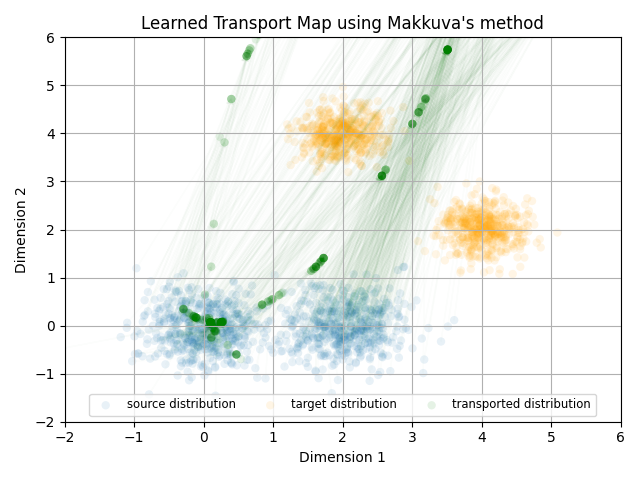 Learned Transport Map using Makkuva's method
6
5
4
3
2
1
0
−1
−2
Dimension 2
source distribution target distribution transported distribution
−2 −1 0 1 2 3 4 5 6
Dimension 1